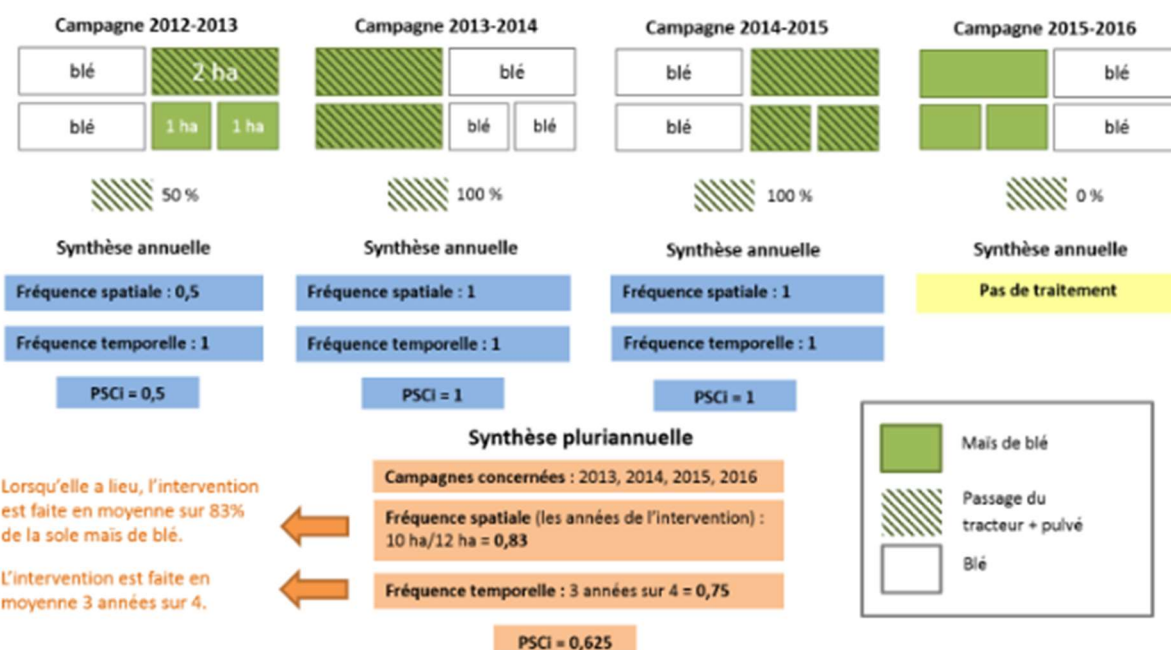 Campagne 2012-2013
Campagne 2013-2014
Campagne 2014-2015
Campagne 2015-2016
blé
2 ha
blé
blé
blé
blé
1 ha
1 ha
blé
blé
blé
blé
50 %
100 %
100 %
0 %
Synthèse annuelle
Synthèse annuelle
Synthèse annuelle
Synthèse annuelle
Fréquence spatiale : 0,5
Fréquence spatiale : 1
Fréquence spatiale : 1
Pas de traitement
Fréquence temporelle : 1
Fréquence temporelle : 1
Fréquence temporelle : 1
PSCi = 0,5
PSCi = 1
PSCi = 1
Synthèse pluriannuelle
Campagnes concernées : 2013, 2014, 2015, 2016
Fréquence spatiale (les années de l'intervention) :
10 ha/12 ha = 0,83
Fréquence temporelle : 3 années sur 4 = 0,75
PSCi = 0,625
Lorsqu'elle a lieu, l'intervention
est faite en moyenne sur 83%
de la sole maïs de blé.
L'intervention est faite en
moyenne 3 années sur 4.
Maïs de blé
Passage du
tracteur + pulvé
Blé